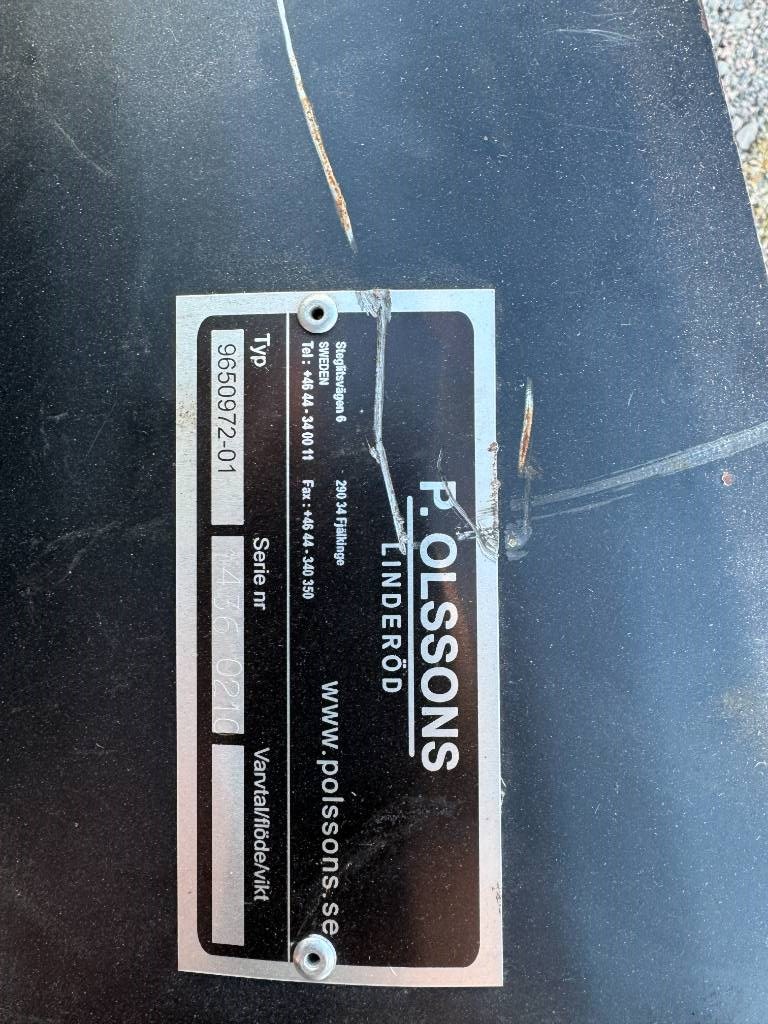 P. OLSSONS
LINDERÖD
www.polssons.se
Steglitsvägen 6 290 34 Fjälkinge
SWEDEN
Tel : +46 44 - 34 00 11 Fax : +46 44 - 340 350
Typ Serie nr Varvtal/flöde/vikt
9650972-01 1436 0210